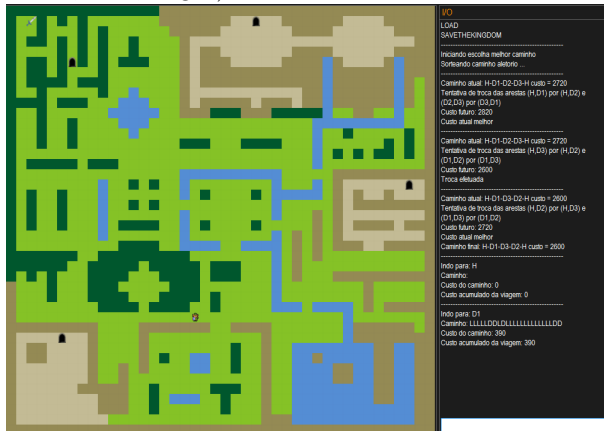 I/O
LOAD
SAVETHEKINGDOM
------------------------------------------------------
Iniciando escolha melhor caminho
Sorteando caminho aletorio ...
------------------------------------------------------
Caminho atual: H-D1-D2-D3-H custo = 2720
Tentativa de troca das arestas (H,D1) por (H,D2) e
(D2,D3) por (D3,D1)
Custo futuro: 2820
Custo atual melhor
------------------------------------------------------
Caminho atual: H-D1-D2-D3-H custo = 2720
Tentativa de troca das arestas (H,D3) por (H,D2) e
(D1,D2) por (D1,D3)
Custo futuro: 2600
Troca efetuada
------------------------------------------------------
Caminho atual: H-D1-D3-D2-H custo = 2600
Tentativa de troca das arestas (H,D2) por (H,D3) e
(D1,D3) por (D1,D2)
Custo futuro: 2720
Custo atual melhor
Caminho final: H-D1-D3-D2-H custo = 2600
------------------------------------------------------
Indo para: H
Caminho:
Custo do caminho: 0
Custo acumulado da viagem: 0
------------------------------------------------------
Indo para: D1
Caminho: LLLLLDDLDLLLLLLLLLLLLLDD
Custo do caminho: 390
Custo acumulado da viagem: 390